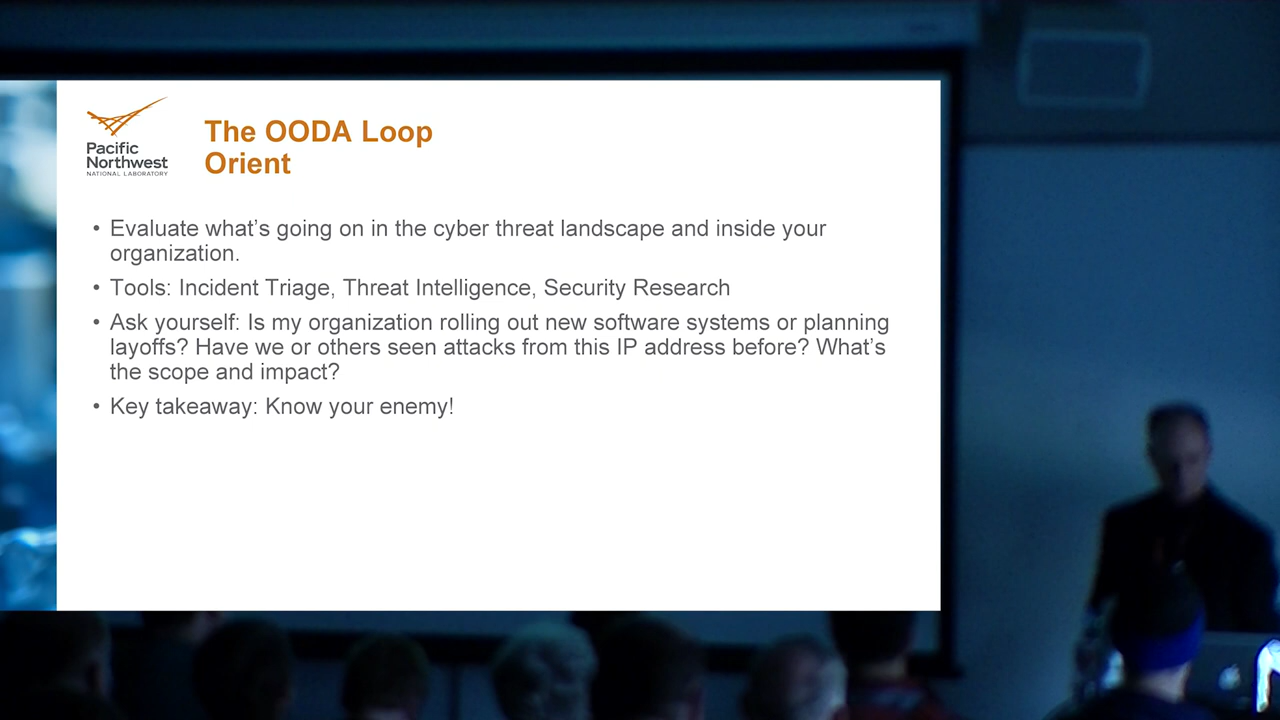 Pacific
Northwest
NATIONAL LABORATORY
The OODA Loop
Orient
• Evaluate what’s going on in the cyber threat landscape and inside your
organization.
• Tools: Incident Triage, Threat Intelligence, Security Research
• Ask yourself: Is my organization rolling out new software systems or planning
layoffs? Have we or others seen attacks from this IP address before? What’s
the scope and impact?
• Key takeaway: Know your enemy!